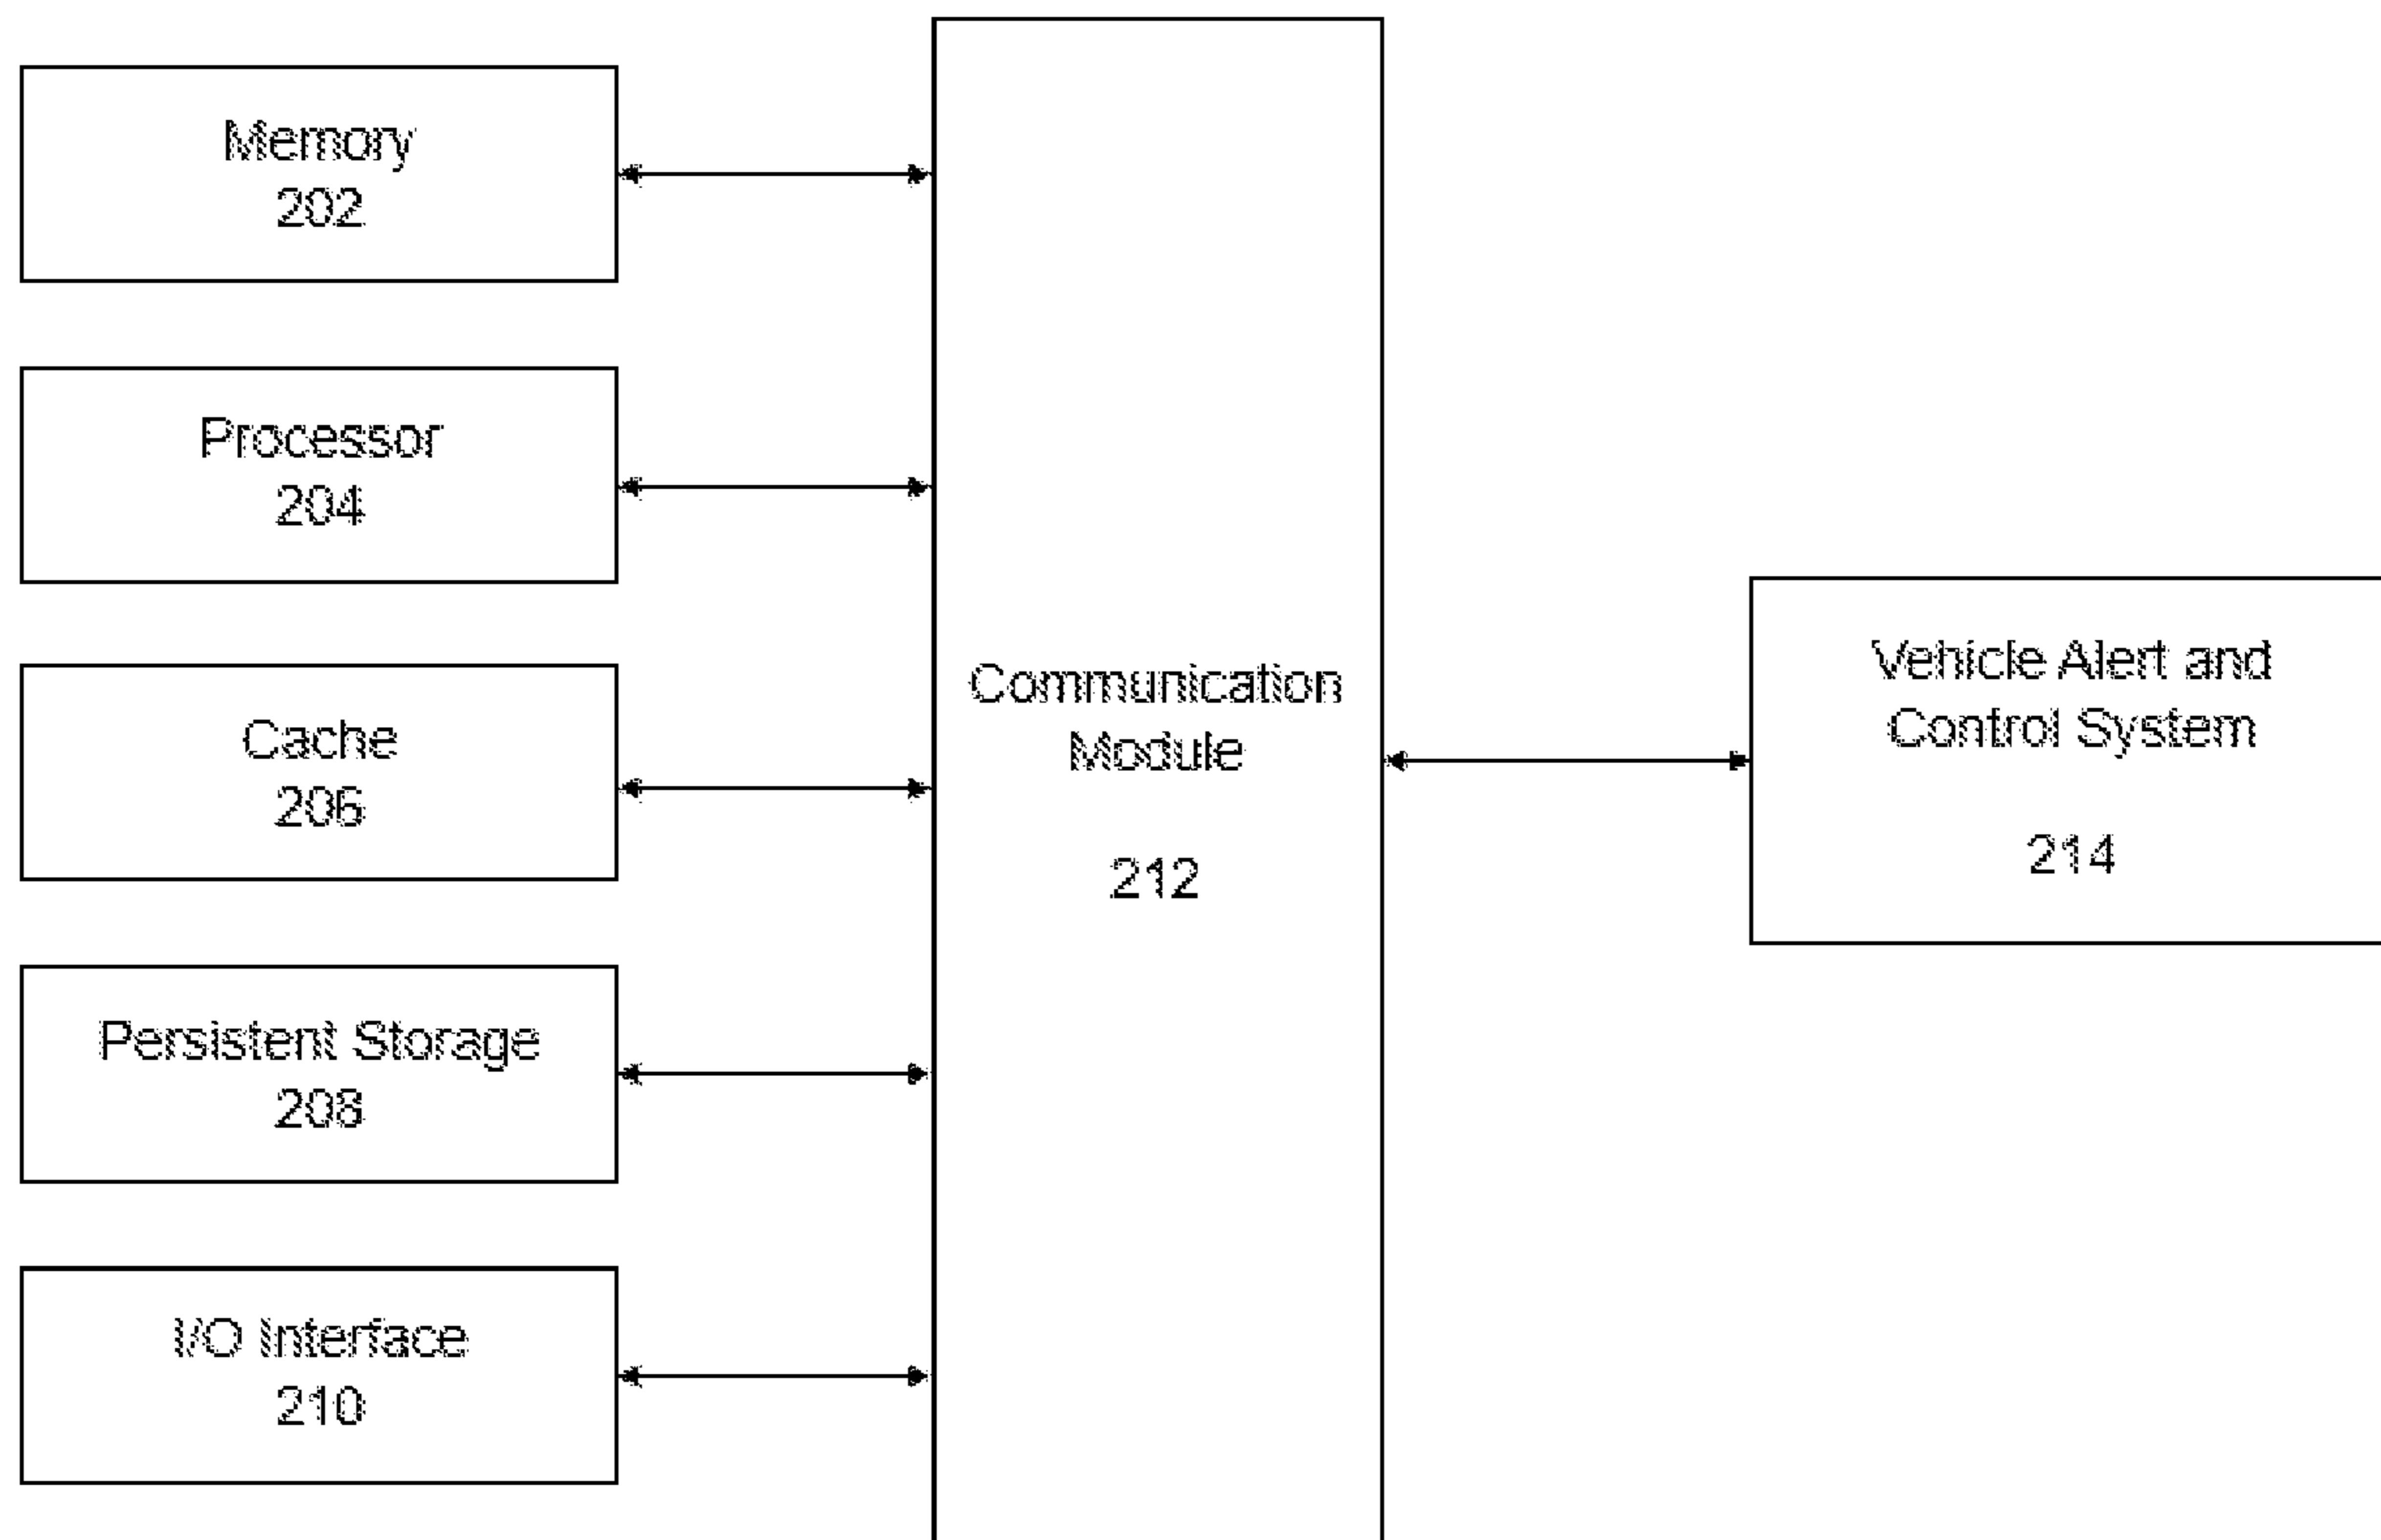 Memory
202
Processor
204
Cache
206
Persistent Storage
208
I/O Interface
210
Communication
Module
212
Vehicle Alert and
Control System
214